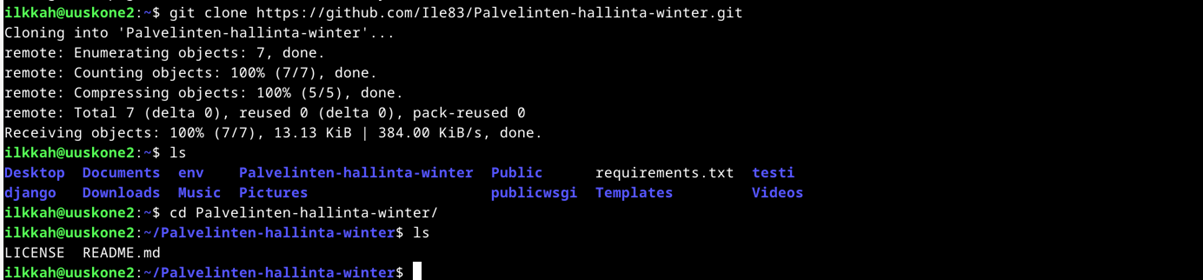 ilkkah@uuskone2:~$ git clone https://github.com/Ile83/Palvelinten-hallinta-winter.git
Cloning into 'Palvelinten-hallinta-winter'...
remote: Enumerating objects: 7, done.
remote: Counting objects: 100% (7/7), done.
remote: Compressing objects: 100% (5/5), done.
remote: Total 7 (delta 0), reused 0 (delta 0), pack-reused 0
Receiving objects: 100% (7/7), 13.13 KiB | 384.00 KiB/s, done.
ilkkah@uuskone2:~$ ls
Desktop  Documents  env    Palvelinten-hallinta-winter  Public      requirements.txt  testi
django   Downloads  Music  Pictures                     publicwsgi  Templates         Videos
ilkkah@uuskone2:~$ cd Palvelinten-hallinta-winter/
ilkkah@uuskone2:~/Palvelinten-hallinta-winter$ ls
LICENSE  README.md
ilkkah@uuskone2:~/Palvelinten-hallinta-winter$